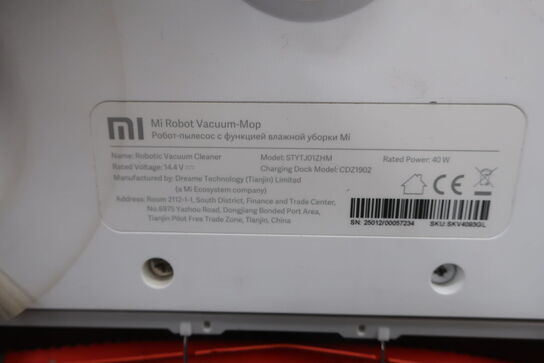 mi Mi Robot Vacuum-Mop
Робот-пылесос с функцией влажной уборки Mi
Name: Robotic Vacuum Cleaner Model: STYTJ01ZHM Rated Power: 40 W
Rated Voltage: 14.4 V⎓ Charging Dock Model: CDZ1902
Manufactured by: Dreame Technology (Tianjin) Limited
(a Mi Ecosystem company)
Address: Room 2112-1-1, South District, Finance and Trade Center,
No.6975 Yazhou Road, Dongjiang Bonded Port Area,
Tianjin Pilot Free Trade Zone, Tianjin, China
CE
SN: 25012/00057234 SKU: SKV4093GL